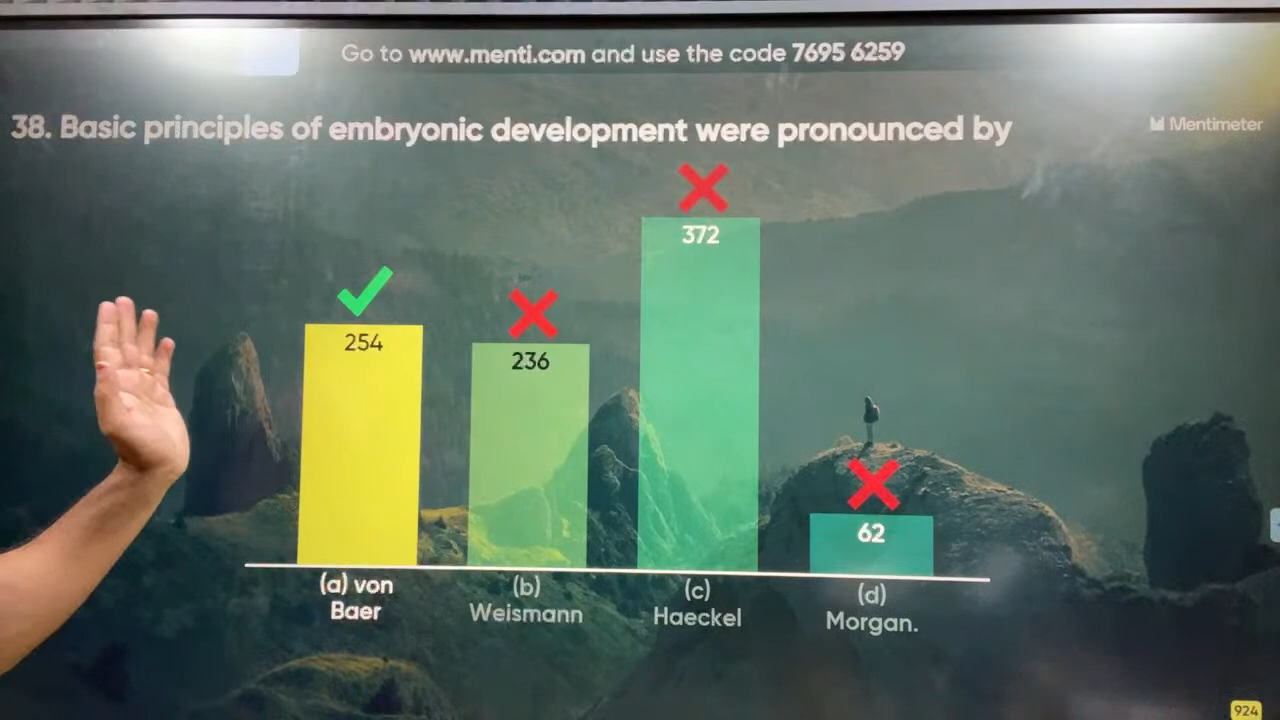 Go to www.menti.com and use the code 7695 6259
38. Basic principles of embryonic development were pronounced by
Mentimeter
254
236
372
62
(a) von
Baer
(b)
Weismann
(c)
Haeckel
(d)
Morgan.
924